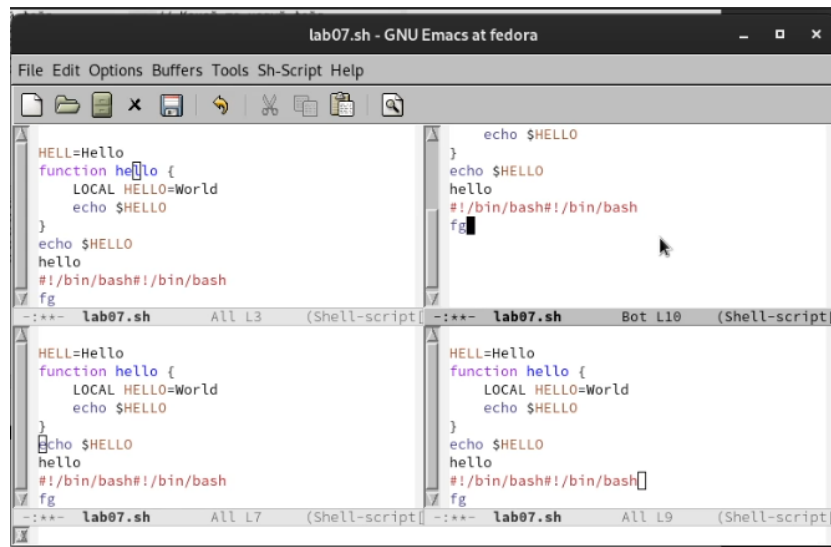 lab07.sh - GNU Emacs at fedora
File Edit Options Buffers Tools Sh-Script Help
HELL=Hello
function hello {
LOCAL HELLO=World
echo $HELLO
}
echo $HELLO
hello
#!/bin/bash#!/bin/bash
fg
-:**- lab07.sh All L3 (Shell-script[
echo $HELLO
}
echo $HELLO
hello
#!/bin/bash#!/bin/bash
fg
-:**- lab07.sh Bot L10 (Shell-script[
HELL=Hello
function hello {
LOCAL HELLO=World
echo $HELLO
}
echo $HELLO
hello
#!/bin/bash#!/bin/bash
fg
-:**- lab07.sh All L7 (Shell-script[
HELL=Hello
function hello {
LOCAL HELLO=World
echo $HELLO
}
echo $HELLO
hello
#!/bin/bash#!/bin/bash
fg
-:**- lab07.sh All L9 (Shell-script[